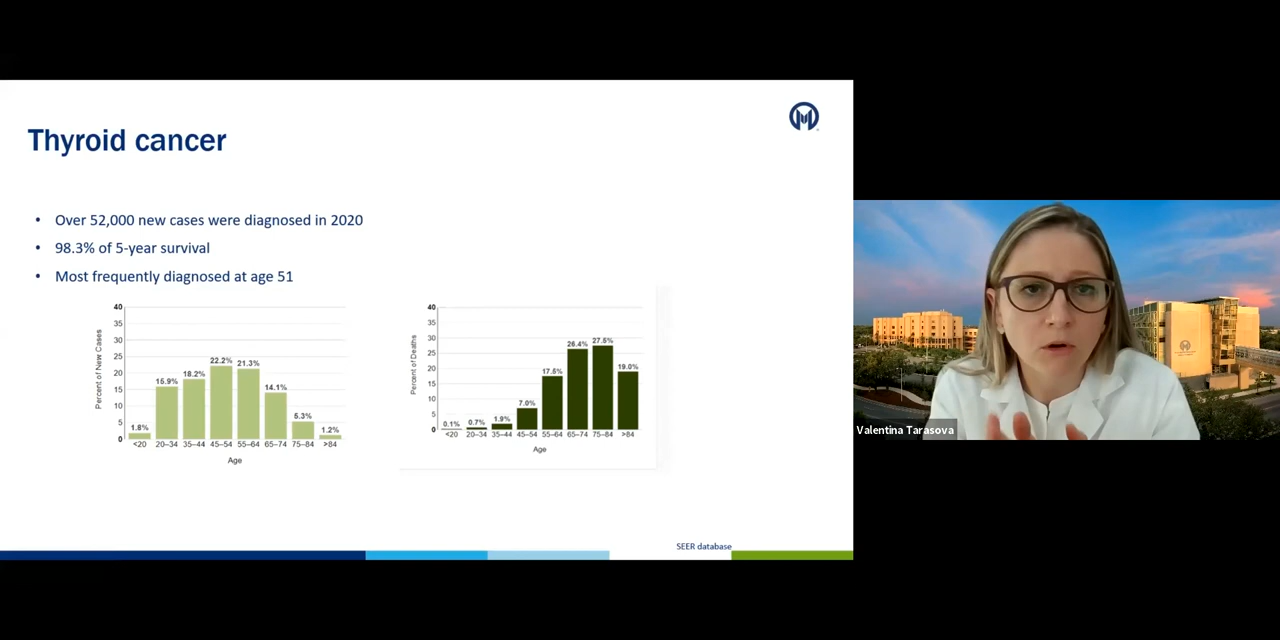 Thyroid cancer
• Over 52,000 new cases were diagnosed in 2020
• 98.3% of 5-year survival
• Most frequently diagnosed at age 51
40
35
30
25
20
15
10
5
0
Percent of New Cases
1.8%
15.9%
18.2%
22.2%
21.3%
14.1%
5.3%
1.2%
<20 20–34 35–44 45–54 55–64 65–74 75–84 >84
Age
40
35
30
25
20
15
10
5
0
Percent of Deaths
0.1%
0.7%
1.9%
7.0%
17.5%
26.4%
27.5%
19.0%
<20 20–34 35–44 45–54 55–64 65–74 75–84 >84
Age
SEER database
Valentina Tarasova